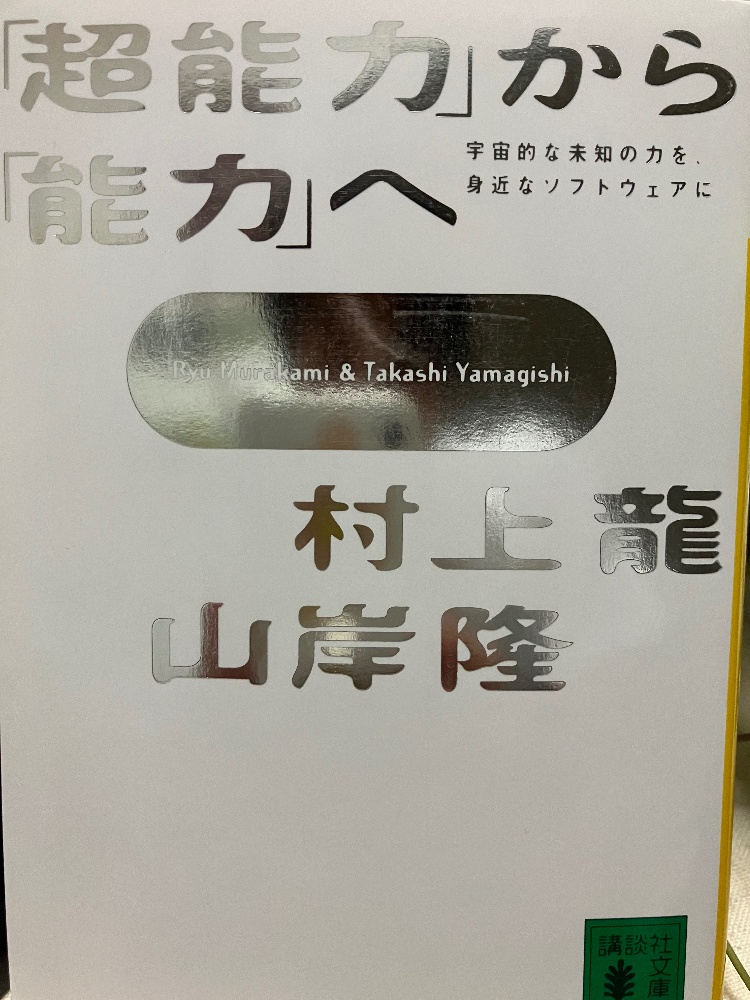 「超能力」から
「能力」へ
宇宙的な未知の力を、
身近なソフトウェアに
Ryu Murakami & Takashi Yamagishi
村上龍
山岸隆
講談社
文庫